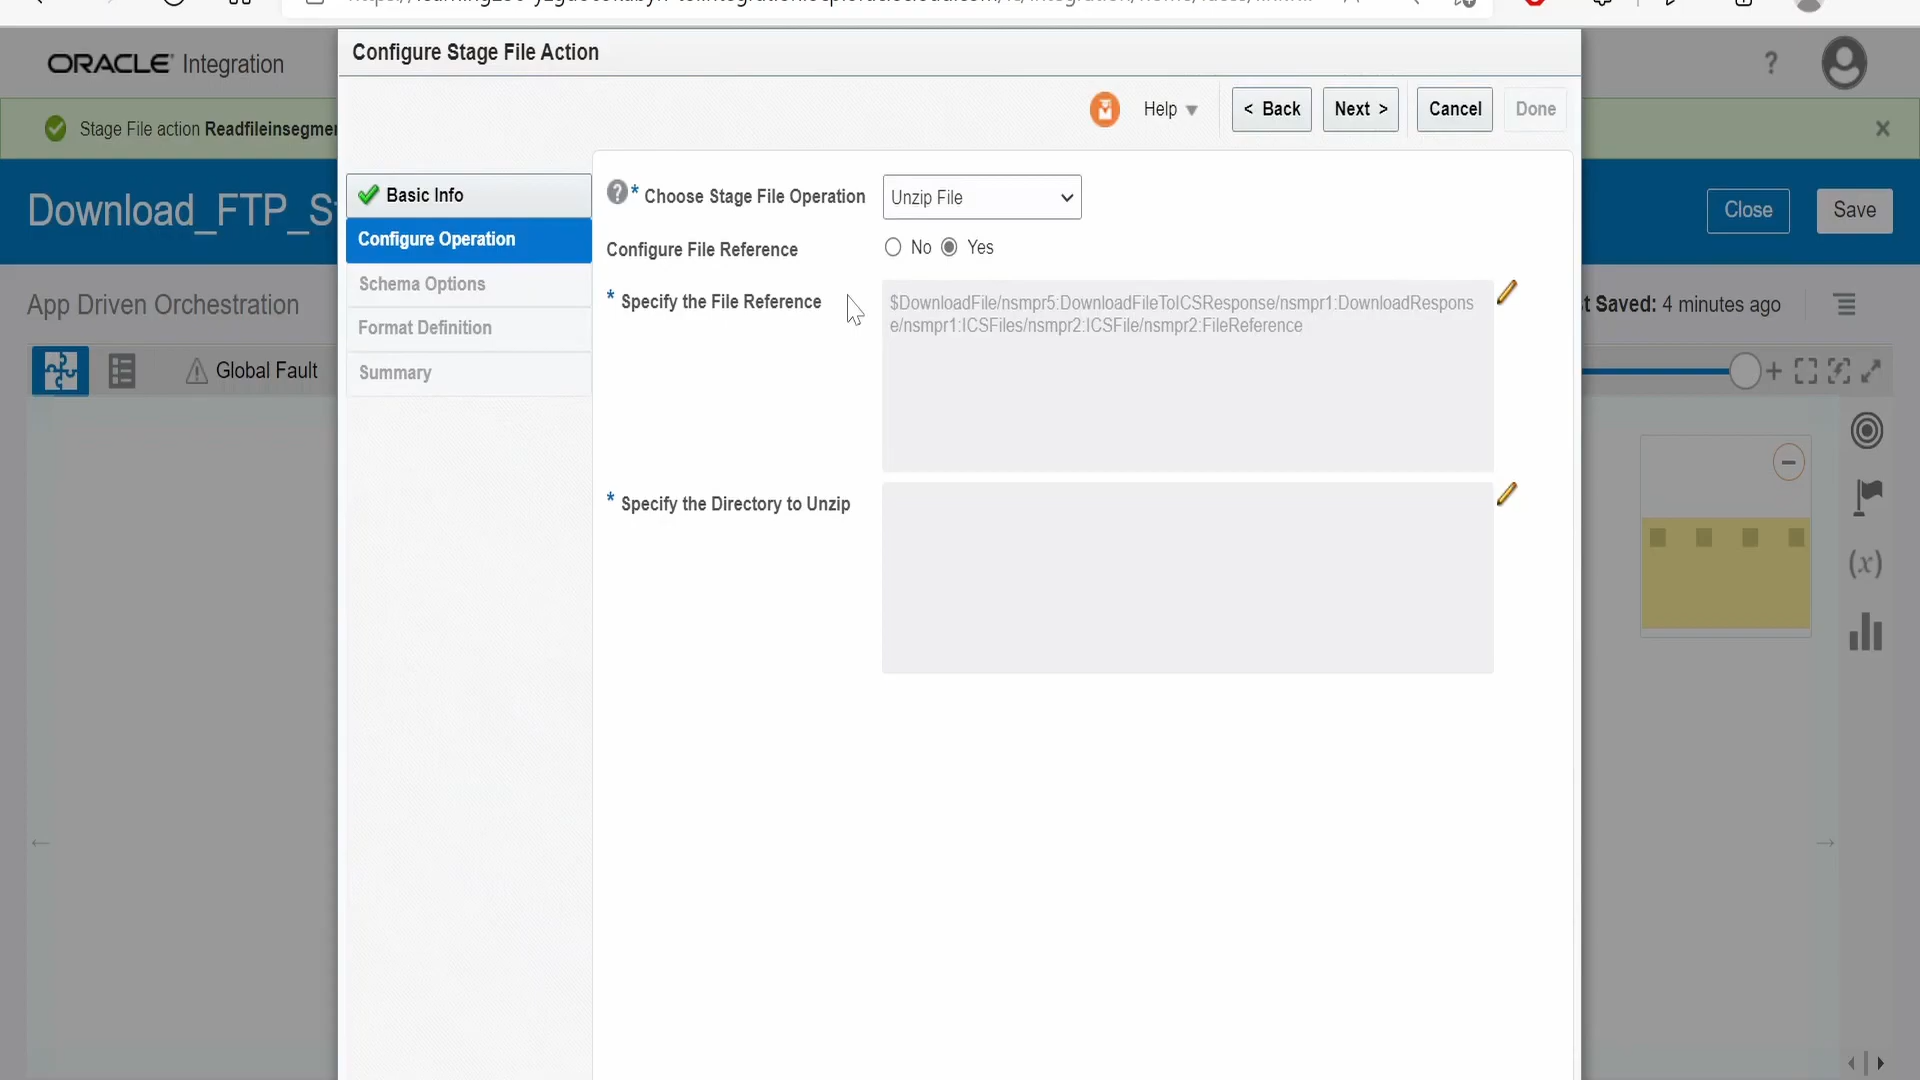 Configure Stage File Action
ORACLE Integration
?
Help
< Back
Next >
Cancel
Done
Stage File action
Basic Info
* Choose Stage File Operation
Unzip File
Download_FTP_S
Close
Save
Configure Operation
Configure File Reference
No
Yes
Schema Options
App Driven Orchestration
* Specify the File Reference
$DownloadFile/nsmpr5:DownloadFileToICSResponse/nsmpr1:DownloadRespons
e/nsmpr1:ICSFiles/nsmpr2:ICSFile/nsmpr2:FileReference
Saved: 4 minutes ago
Format Definition
Global Fault
Summary
* Specify the Directory to Unzip
(x)